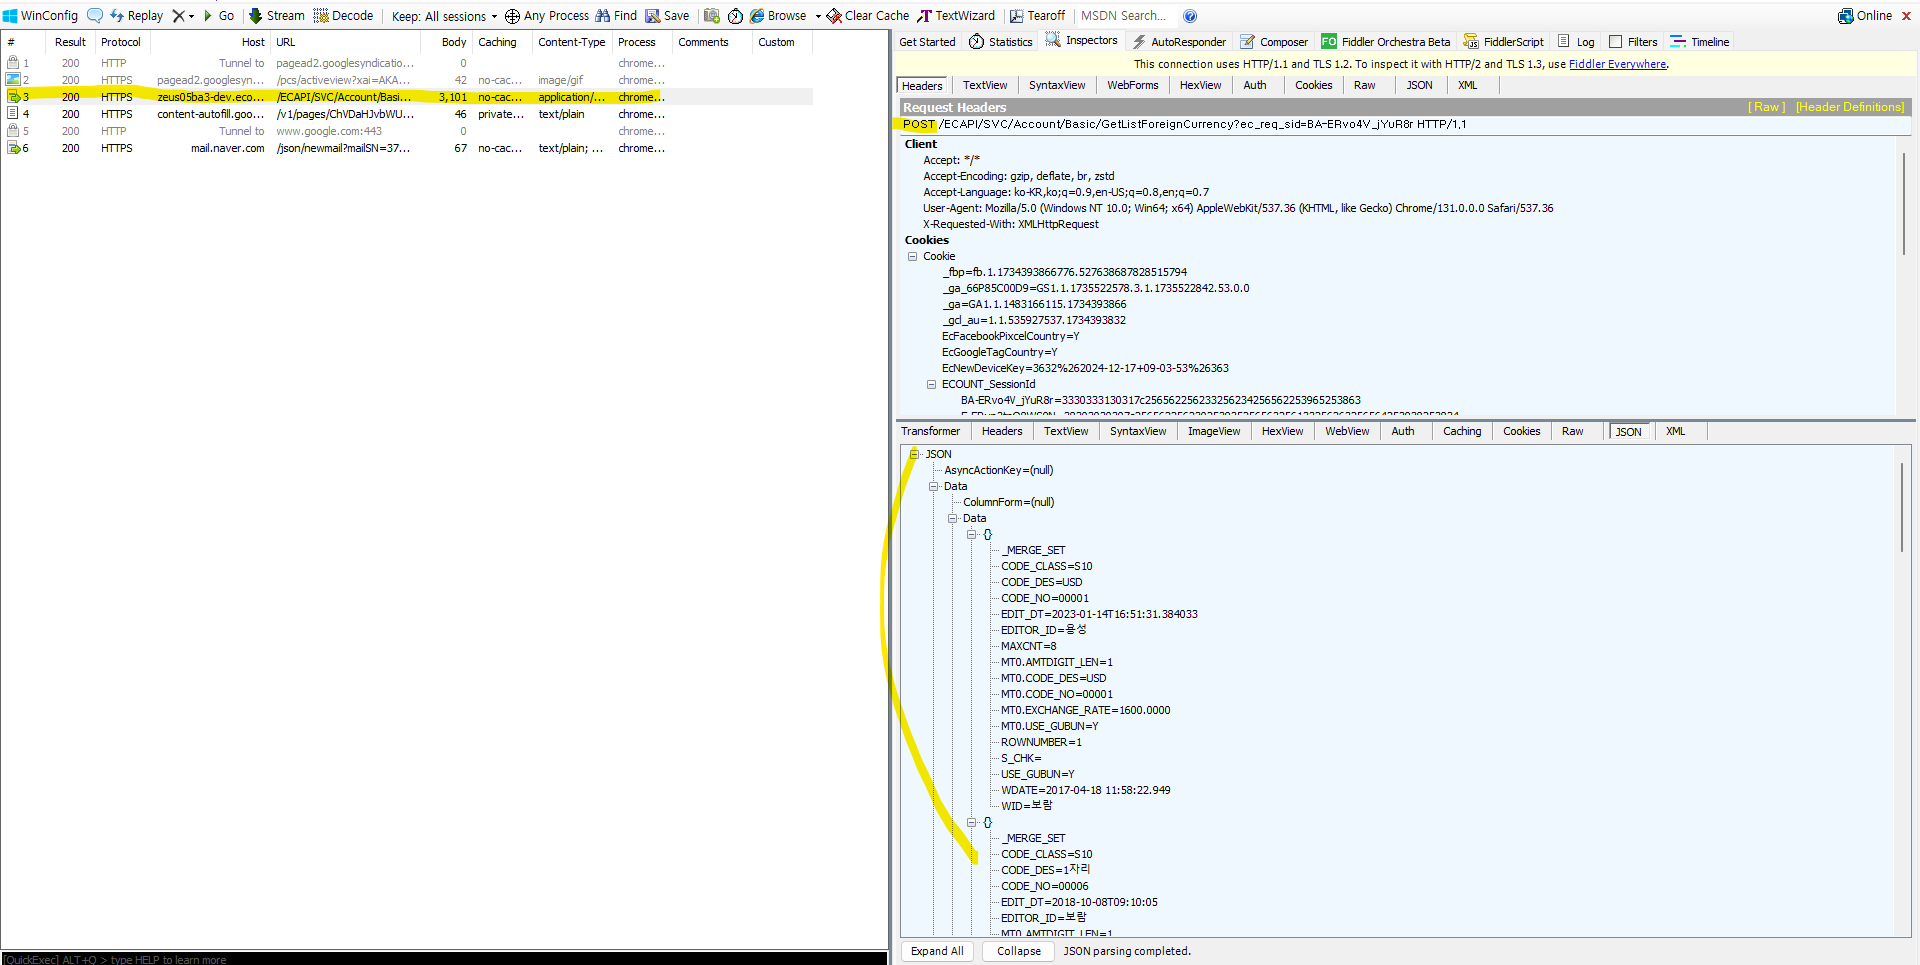 WinConfig Replay Go Stream Decode Keep: All sessions Any Process Find Save Browse Clear Cache TextWizard Tearoff MSDN Search... Online
# Result Protocol Host URL Body Caching Content-Type Process Comments Custom
1 200 HTTP Tunnel to pagead2.googlesyndicatio... 0 chrome...
2 200 HTTPS pagead2.googlesyn... /pcs/activeview?xai=AKA... 42 no-cac... image/gif chrome...
3 200 HTTPS zeus05ba3-dev.eco... /ECAPI/SVC/Account/Basi... 3,101 no-cac... application/... chrome...
4 200 HTTPS content-autofill.goo... /v1/pages/ChVDaHJvbWU... 46 private... text/plain chrome...
5 200 HTTP Tunnel to www.google.com:443 0 chrome...
6 200 HTTPS mail.naver.com /json/newmail?mailSN=37... 67 no-cac... text/plain; ... chrome...
[QuickExec] ALT+Q > type HELP to learn more
Get Started Statistics Inspectors AutoResponder Composer FO Fiddler Orchestra Beta FiddlerScript Log Filters Timeline
This connection uses HTTP/1.1 and TLS 1.2. To inspect it with HTTP/2 and TLS 1.3, use Fiddler Everywhere.
Headers TextView SyntaxView WebForms HexView Auth Cookies Raw JSON XML
Request Headers [ Raw ] [Header Definitions]
POST /ECAPI/SVC/Account/Basic/GetListForeignCurrency?ec_req_sid=BA-ERvo4V_jYuR8r HTTP/1.1
Client
Accept: */*
Accept-Encoding: gzip, deflate, br, zstd
Accept-Language: ko-KR,ko;q=0.9,en-US;q=0.8,en;q=0.7
User-Agent: Mozilla/5.0 (Windows NT 10.0; Win64; x64) AppleWebKit/537.36 (KHTML, like Gecko) Chrome/131.0.0.0 Safari/537.36
X-Requested-With: XMLHttpRequest
Cookies
Cookie
_fbp=fb.1.1734393866776.527638687828515794
_ga_66P85C00D9=GS1.1.1735522578.3.1.1735522842.53.0.0
_ga=GA1.1.1483166115.1734393866
_gcl_au=1.1.535927537.1734393832
EcFacebookPixcelCountry=Y
EcGoogleTagCountry=Y
EcNewDeviceKey=3632%262024-12-17+09-03-53%26363
ECOUNT_SessionId
BA-ERvo4V_jYuR8r=3330333130317c256562256233256234256562253965253863
Transformer Headers TextView SyntaxView ImageView HexView WebView Auth Caching Cookies Raw JSON XML
JSON
AsyncActionKey=(null)
Data
ColumnForm=(null)
Data
{}
_MERGE_SET
CODE_CLASS=S10
CODE_DES=USD
CODE_NO=00001
EDIT_DT=2023-01-14T16:51:31.384033
EDITOR_ID=용성
MAXCNT=8
MT0.AMTDIGIT_LEN=1
MT0.CODE_DES=USD
MT0.CODE_NO=00001
MT0.EXCHANGE_RATE=1600.0000
MT0.USE_GUBUN=Y
ROWNUMBER=1
S_CHK=
USE_GUBUN=Y
WDATE=2017-04-18 11:58:22.949
WID=보람
{}
_MERGE_SET
CODE_CLASS=S10
CODE_DES=1자리
CODE_NO=00006
EDIT_DT=2018-10-08T09:10:05
EDITOR_ID=보람
MT0.AMTDIGIT_LEN=1
Expand All Collapse JSON parsing completed.